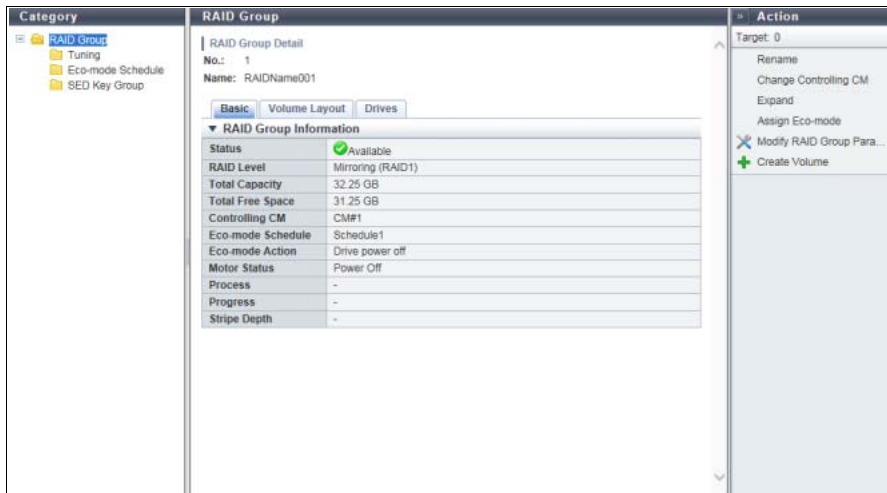 Category
RAID Group
Tuning
Eco-mode Schedule
SED Key Group
RAID Group
RAID Group Detail
No.: 1
Name: RAIDName001
Basic Volume Layout Drives
▼ RAID Group Information
Status Available
RAID Level Mirroring (RAID1)
Total Capacity 32.25 GB
Total Free Space 31.25 GB
Controlling CM CM#1
Eco-mode Schedule Schedule1
Eco-mode Action Drive power off
Motor Status Power Off
Process -
Progress -
Stripe Depth -
» Action
Target: 0
Rename
Change Controlling CM
Expand
Assign Eco-mode
Modify RAID Group Para...
Create Volume